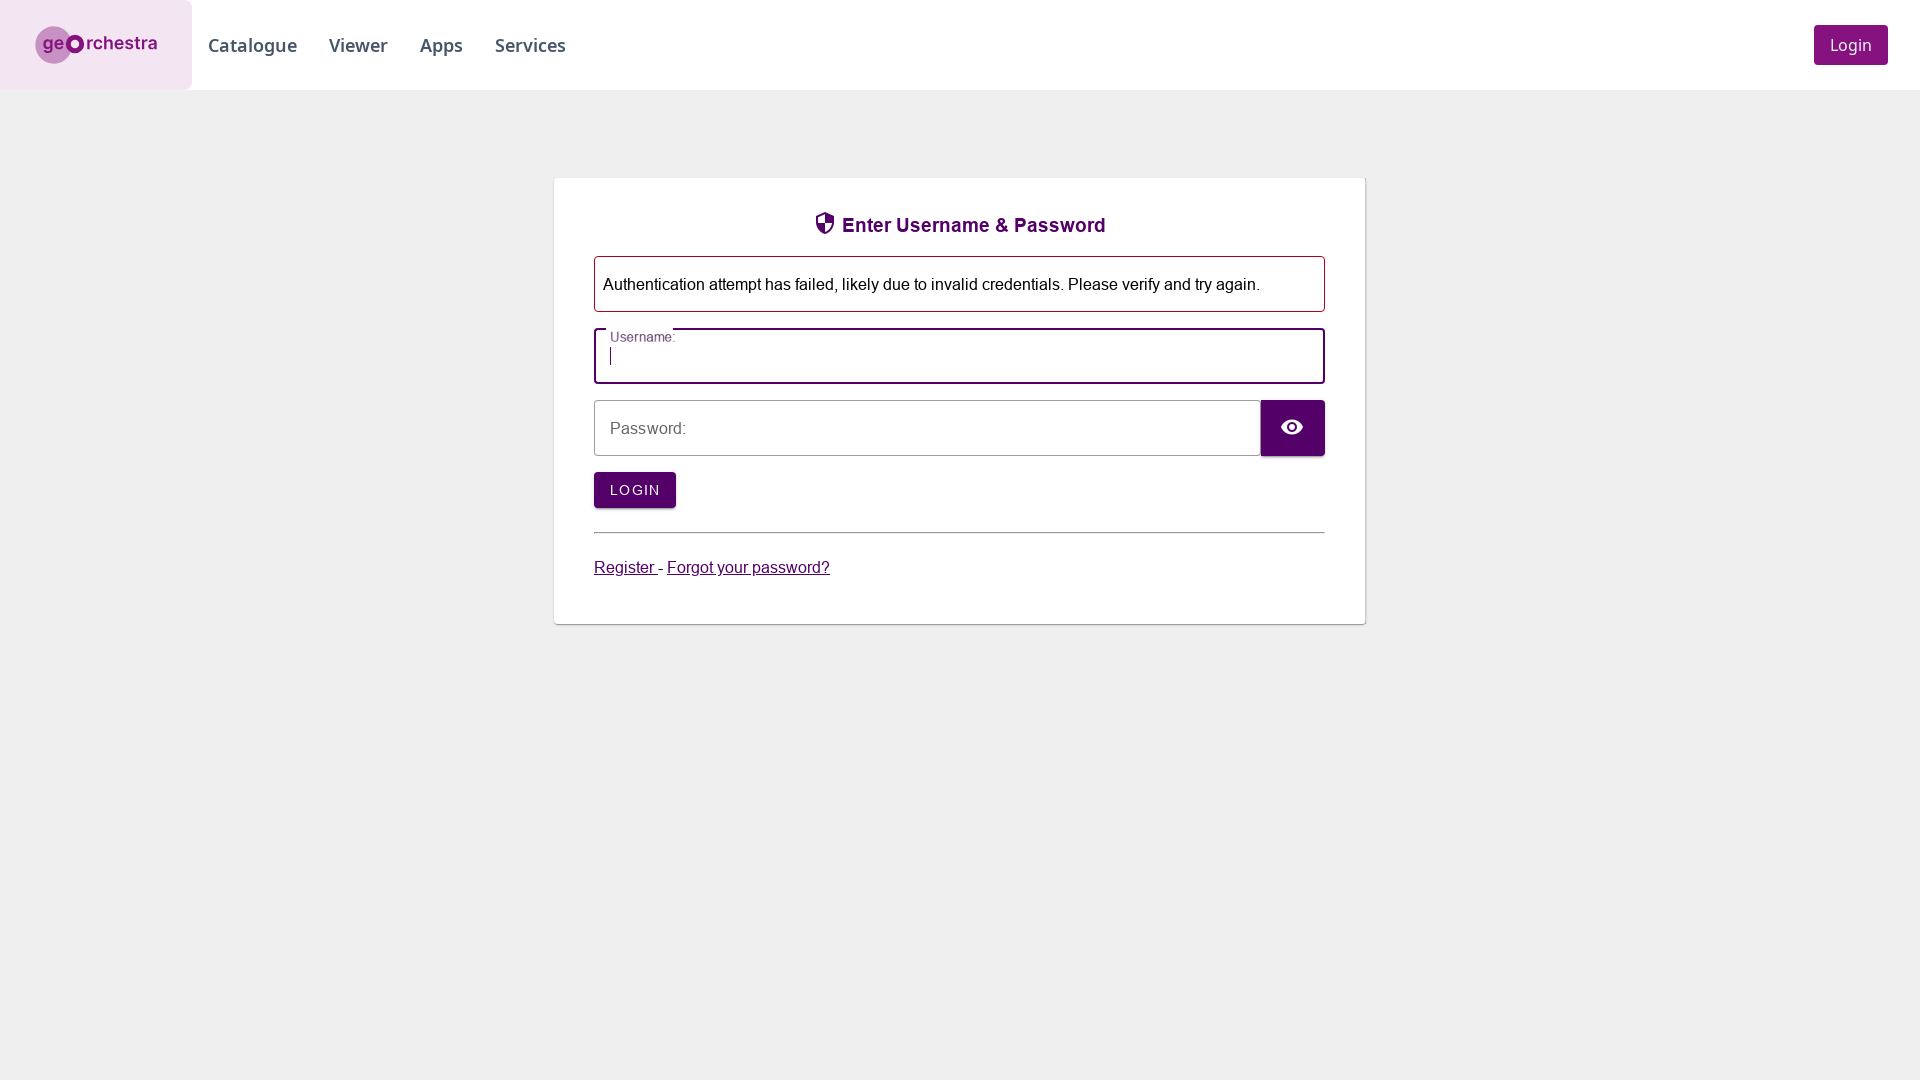 georchestra
Catalogue Viewer Apps Services Login
Enter Username & Password
Authentication attempt has failed, likely due to invalid credentials. Please verify and try again.
Username:
Password:
LOGIN
Register - Forgot your password?